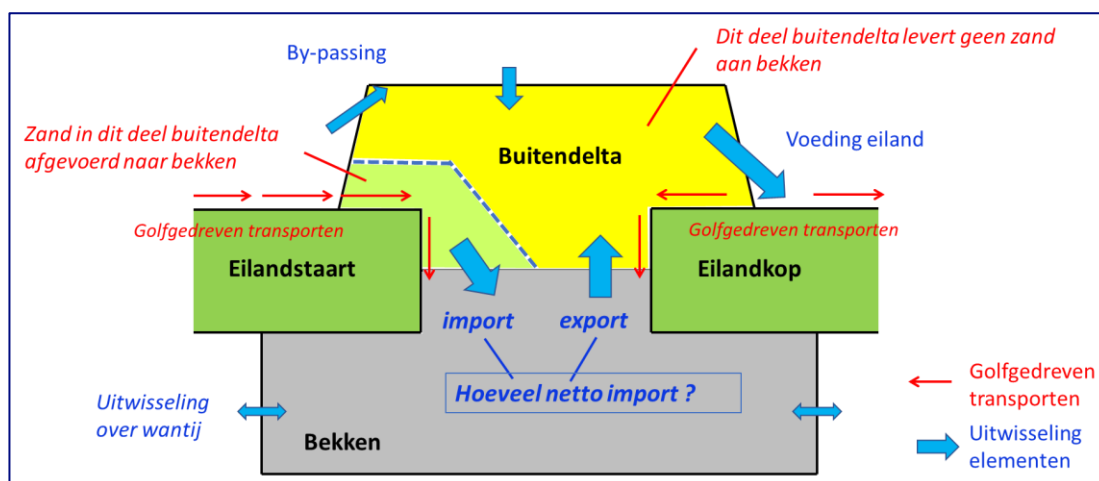 Dit deel buitendelta levert geen zand
aan bekken
By-passing
Zand in dit deel buitendelta
afgevoerd naar bekken
Buitendelta
Voeding eiland
Golfgedreven transporten
Golfgedreven transporten
Eilandstaart
Eilandkop
import
export
Hoeveel netto import ?
Uitwisseling
over wantij
Bekken
Golfgedreven
transporten
Uitwisseling
elementen